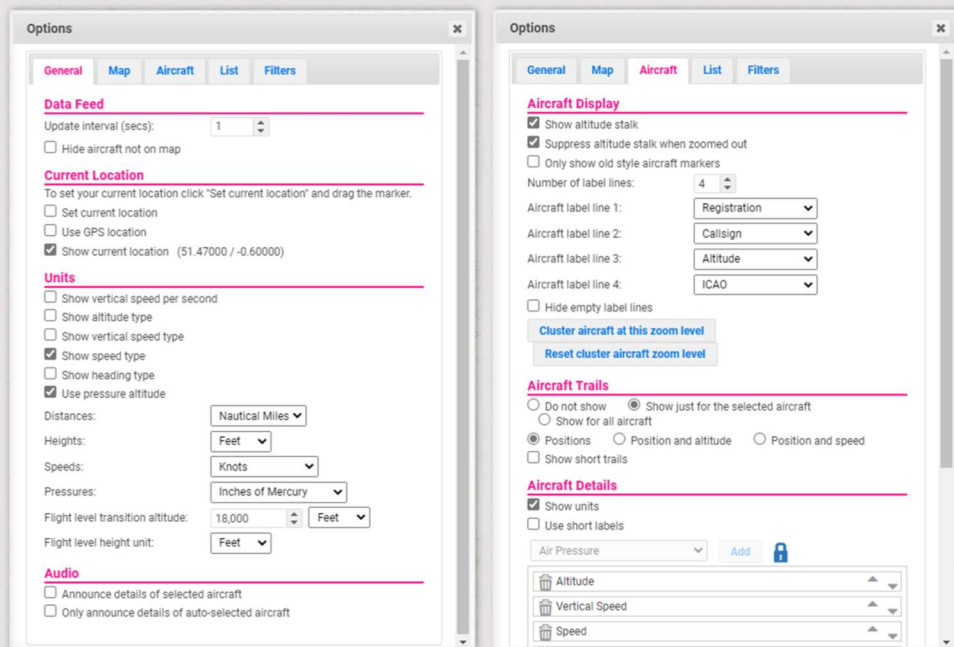 Options
General Map Aircraft List Filters
Data Feed
Update interval (secs): 1
Hide aircraft not on map
Current Location
To set your current location click "Set current location" and drag the marker.
Set current location
Use GPS location
Show current location (51.47000 / -0.60000)
Units
Show vertical speed per second
Show altitude type
Show vertical speed type
Show speed type
Show heading type
Use pressure altitude
Distances: Nautical Miles
Heights: Feet
Speeds: Knots
Pressures: Inches of Mercury
Flight level transition altitude: 18,000 Feet
Flight level height unit: Feet
Audio
Announce details of selected aircraft
Only announce details of auto-selected aircraft
Options
General Map Aircraft List Filters
Aircraft Display
Show altitude stalk
Suppress altitude stalk when zoomed out
Only show old style aircraft markers
Number of label lines: 4
Aircraft label line 1: Registration
Aircraft label line 2: Callsign
Aircraft label line 3: Altitude
Aircraft label line 4: ICAO
Hide empty label lines
Cluster aircraft at this zoom level
Reset cluster aircraft zoom level
Aircraft Trails
Do not show Show just for the selected aircraft
Show for all aircraft
Positions Position and altitude Position and speed
Show short trails
Aircraft Details
Show units
Use short labels
Air Pressure Add
Altitude
Vertical Speed
Speed